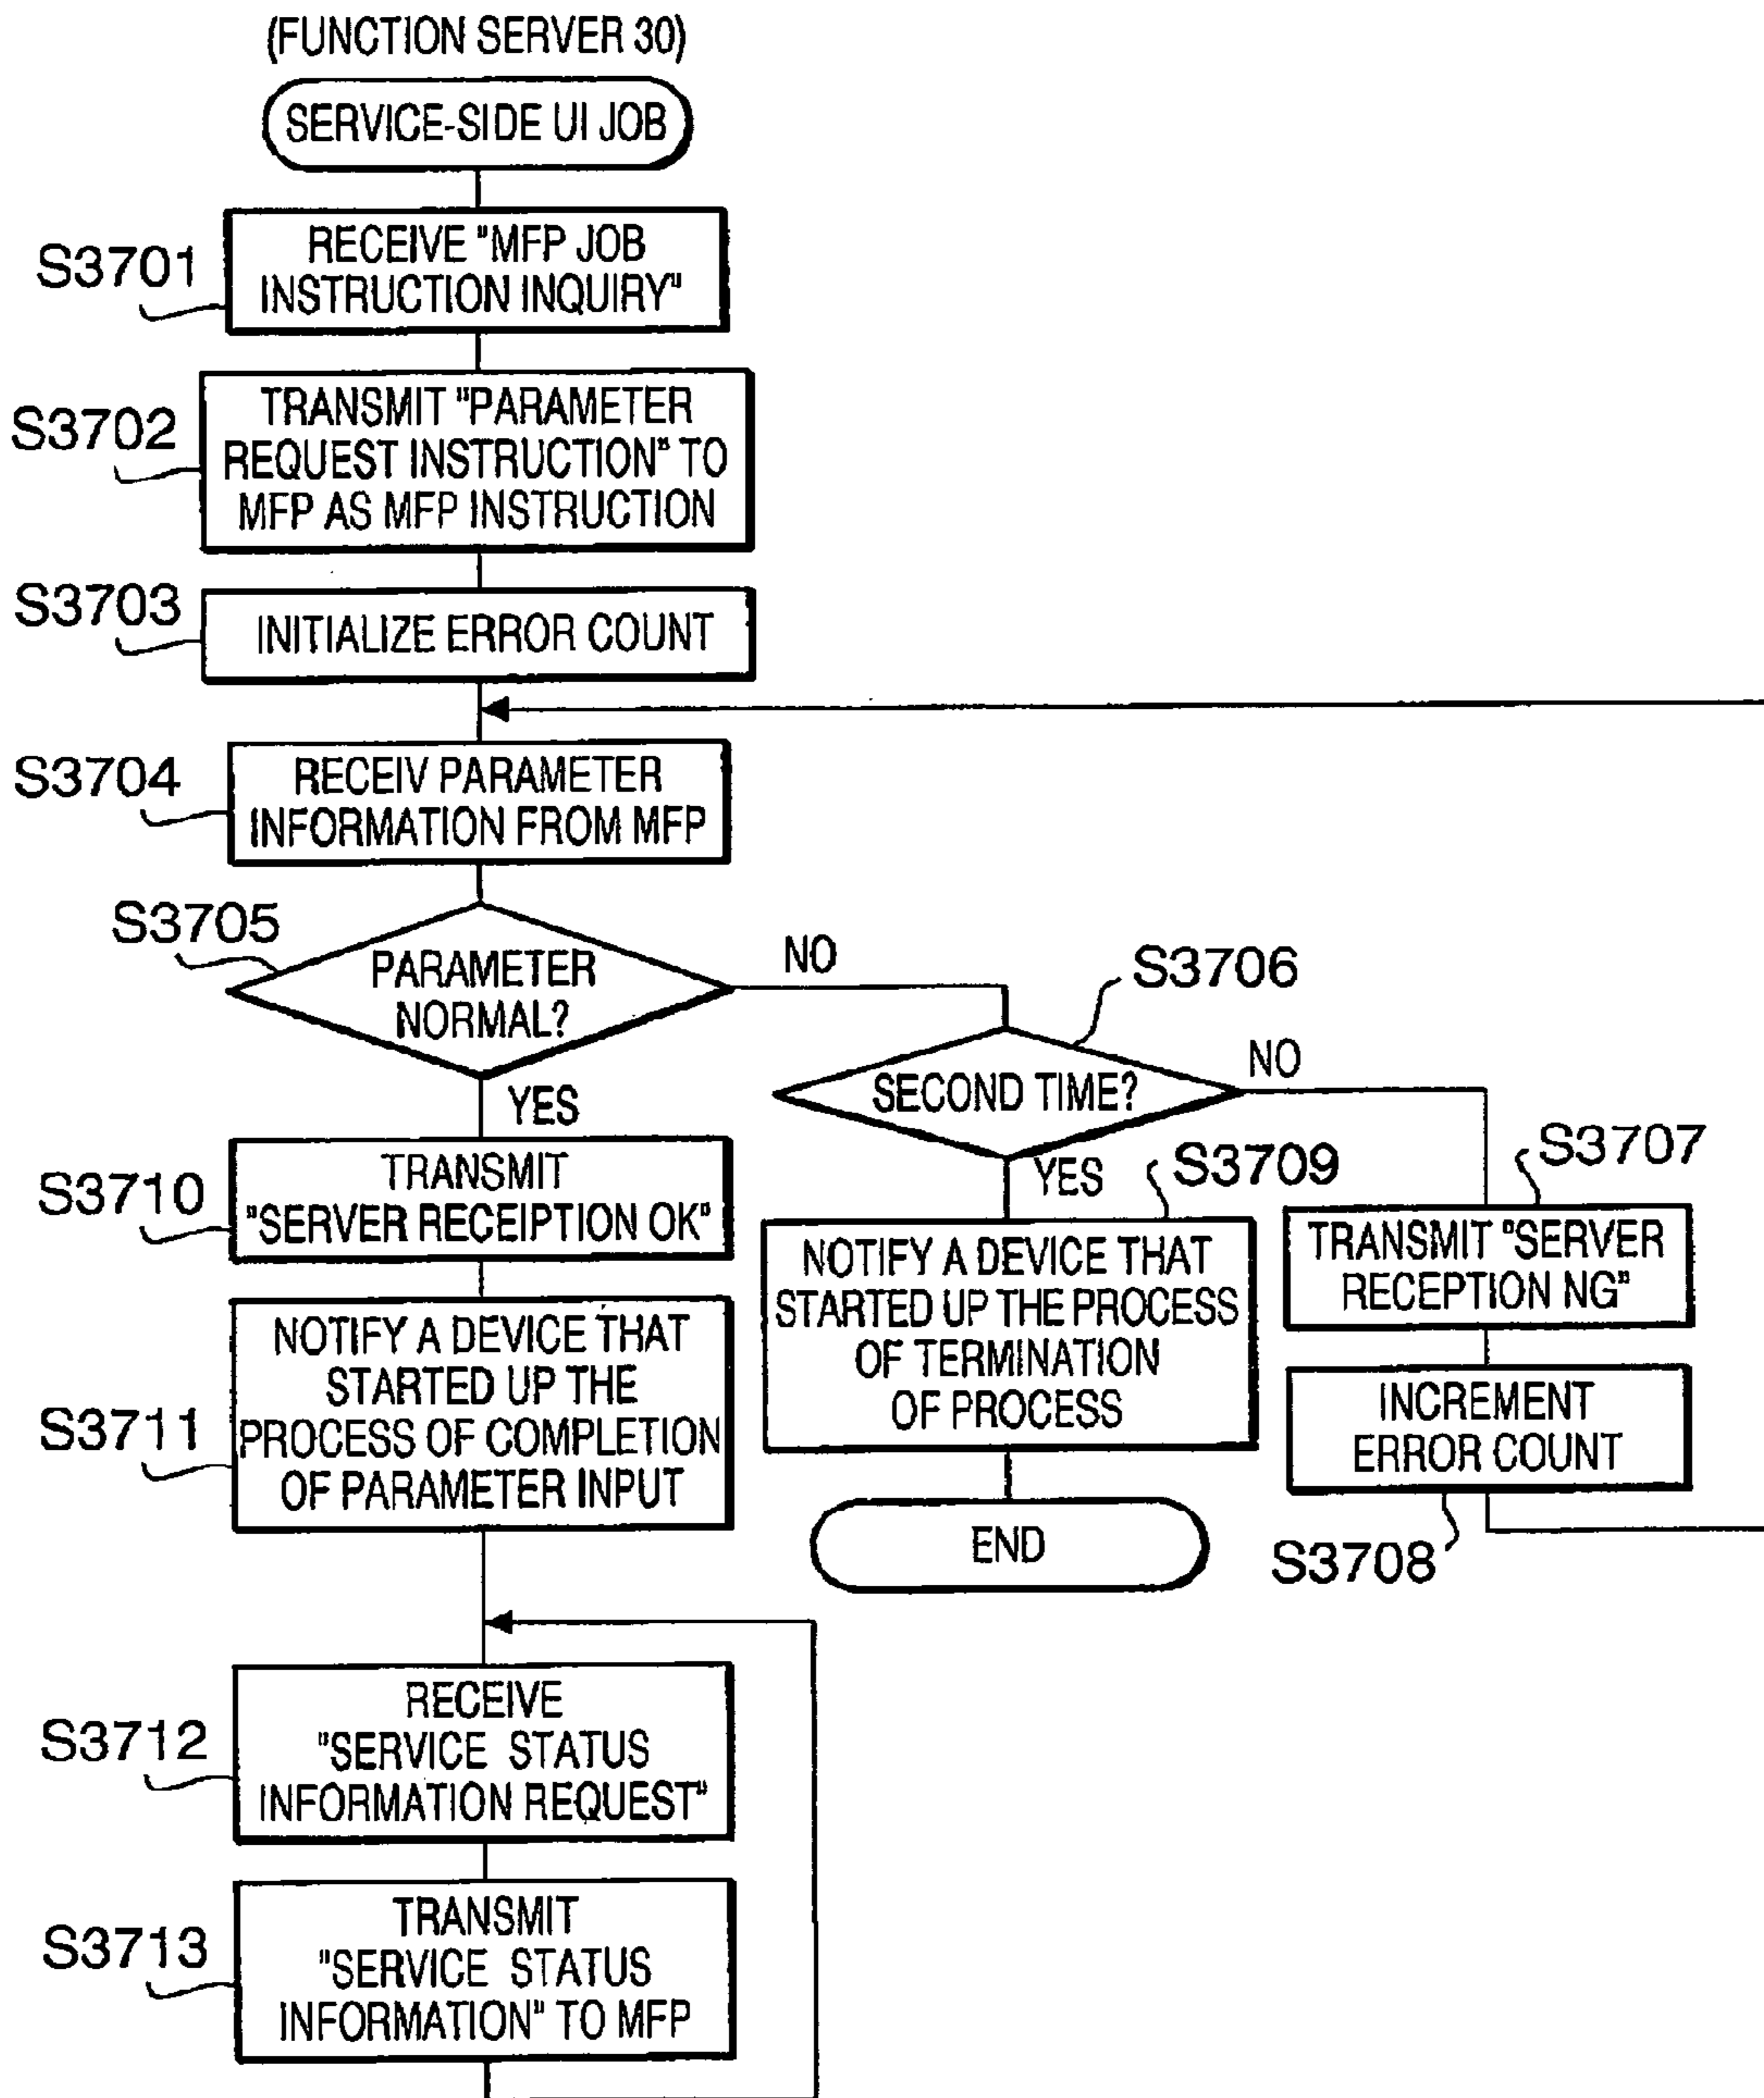 (FUNCTION SERVER 30)
SERVICE-SIDE UI JOB
S3701
RECEIVE "MFP JOB
INSTRUCTION INQUIRY"
S3702
TRANSMIT "PARAMETER
REQUEST INSTRUCTION" TO
MFP AS MFP INSTRUCTION
S3703
INITIALIZE ERROR COUNT
S3704
RECEIV PARAMETER
INFORMATION FROM MFP
S3705
PARAMETER
NORMAL?
NO
YES
S3706
SECOND TIME?
NO
YES
S3707
TRANSMIT "SERVER
RECEPTION NG"
INCREMENT
ERROR COUNT
S3708
S3709
NOTIFY A DEVICE THAT
STARTED UP THE PROCESS
OF TERMINATION
OF PROCESS
END
S3710
TRANSMIT
"SERVER RECEIPTION OK"
S3711
NOTIFY A DEVICE THAT
STARTED UP THE
PROCESS OF COMPLETION
OF PARAMETER INPUT
S3712
RECEIVE
"SERVICE STATUS
INFORMATION REQUEST"
S3713
TRANSMIT
"SERVICE STATUS
INFORMATION" TO MFP